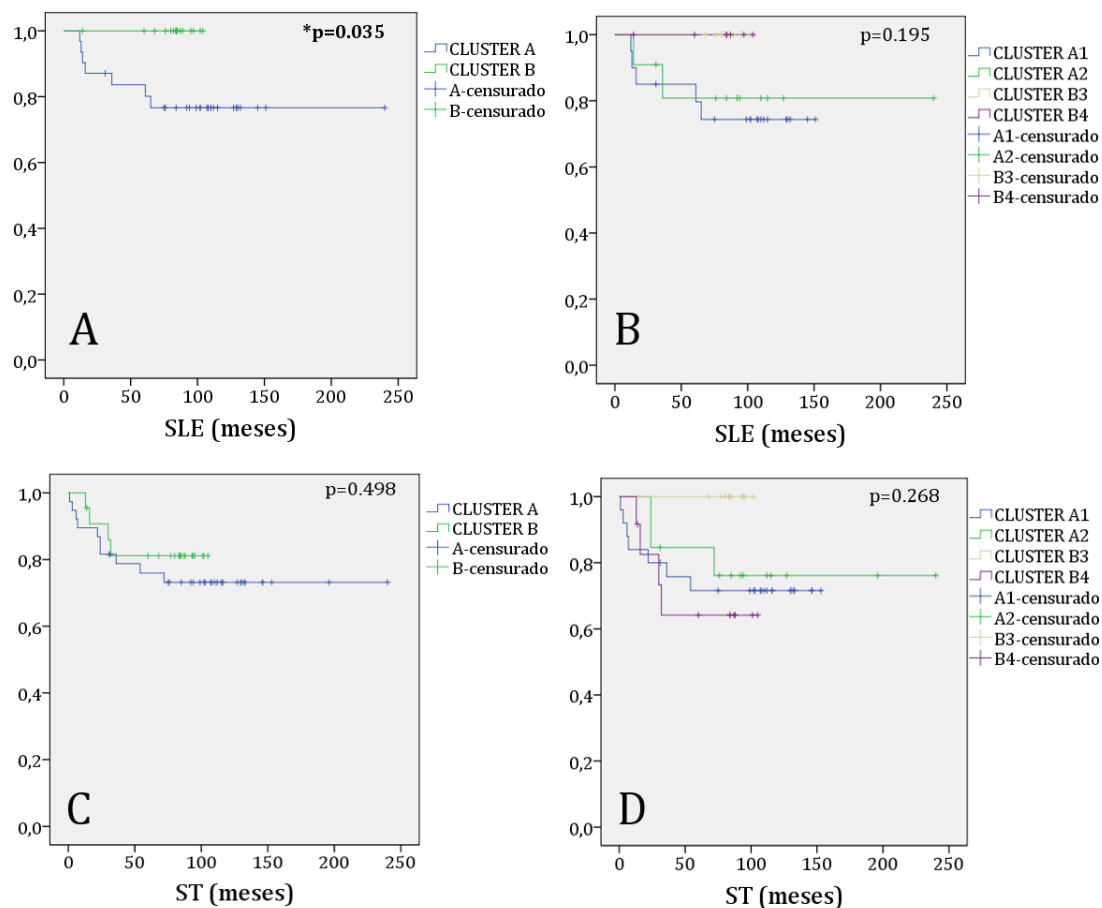 *p=0.035
1,0
0,8
0,6
0,4
0,2
0,0
A
0 50 100 150 200 250
SLE (meses)
CLUSTER A
CLUSTER B
A-censurado
B-censurado
p=0.195
1,0
0,8
0,6
0,4
0,2
0,0
B
0 50 100 150 200 250
SLE (meses)
CLUSTER A1
CLUSTER A2
CLUSTER B3
CLUSTER B4
A1-censurado
A2-censurado
B3-censurado
B4-censurado
p=0.498
1,0
0,8
0,6
0,4
0,2
0,0
C
0 50 100 150 200 250
ST (meses)
CLUSTER A
CLUSTER B
A-censurado
B-censurado
p=0.268
1,0
0,8
0,6
0,4
0,2
0,0
D
0 50 100 150 200 250
ST (meses)
CLUSTER A1
CLUSTER A2
CLUSTER B3
CLUSTER B4
A1-censurado
A2-censurado
B3-censurado
B4-censurado